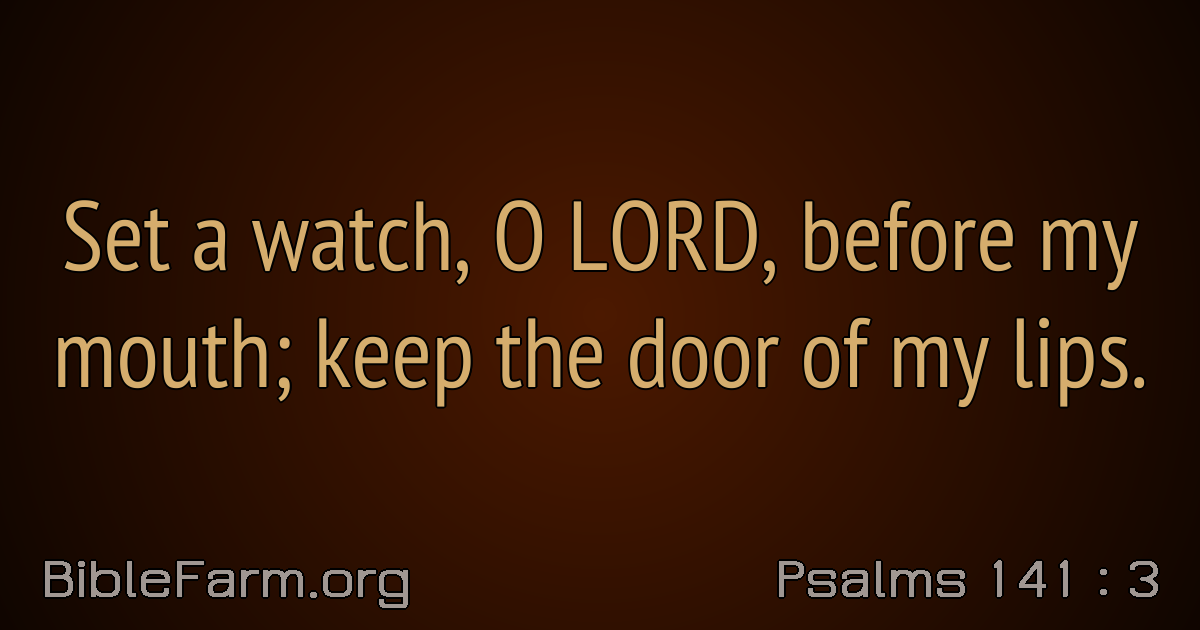 Set a watch, O LORD, before my
mouth; keep the door of my lips.
BibleFarm.org
Psalms 141 : 3